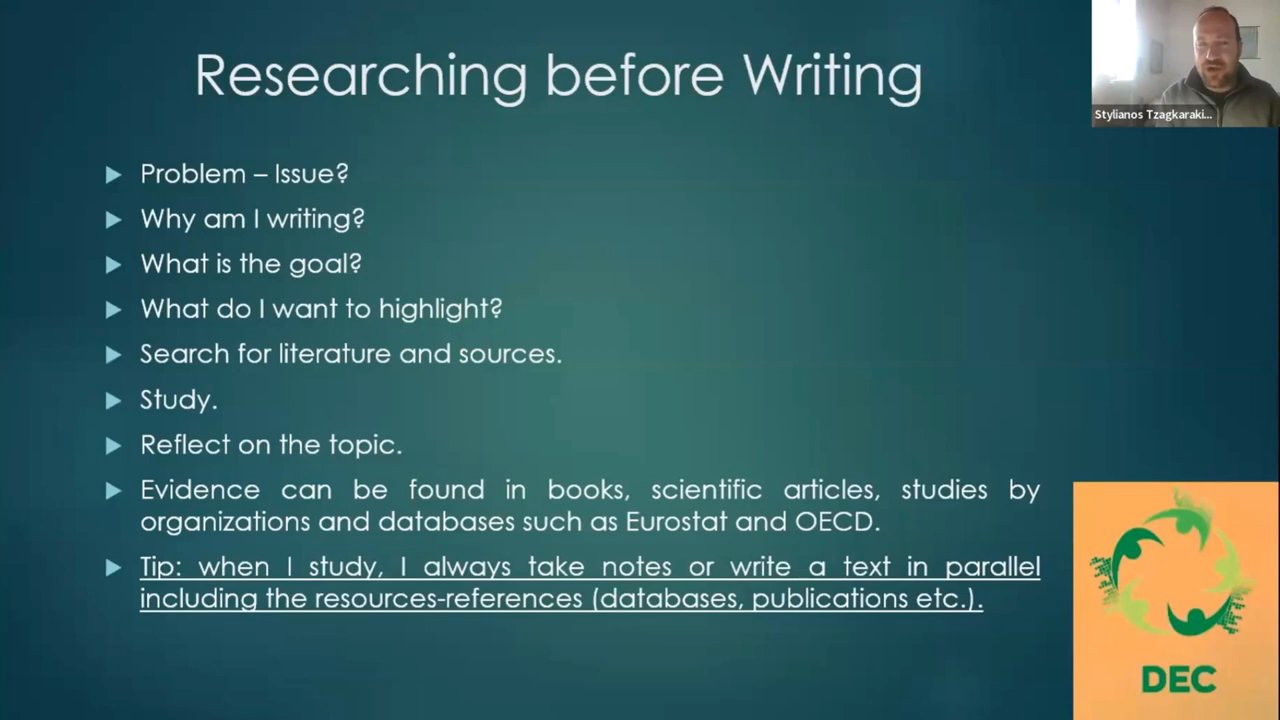 Researching before Writing
Stylianos Tzagkaraki...
Problem – Issue?
Why am I writing?
What is the goal?
What do I want to highlight?
Search for literature and sources.
Study.
Reflect on the topic.
Evidence can be found in books, scientific articles, studies by
organizations and databases such as Eurostat and OECD.
Tip: when I study, I always take notes or write a text in parallel
including the resources-references (databases, publications etc.).
DEC